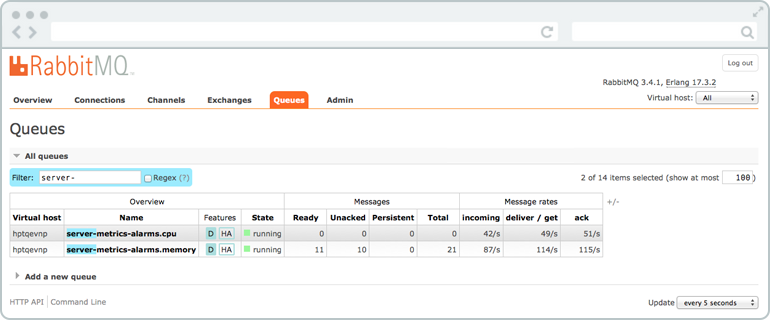 RabbitMQ™
Log out
RabbitMQ 3.4.1, Erlang 17.3.2
Overview Connections Channels Exchanges Queues Admin
Virtual host: All
Queues
All queues
Filter: server- Regex (?) 2 of 14 items selected (show at most 100)
Overview Messages Message rates +/-
Virtual host Name Features State Ready Unacked Persistent Total incoming deliver / get ack
hptqevnp server-metrics-alarms.cpu D HA running 0 0 0 0 42/s 49/s 51/s
hptqevnp server-metrics-alarms.memory D HA running 11 10 0 21 87/s 114/s 115/s
Add a new queue
HTTP API Command Line
Update every 5 seconds